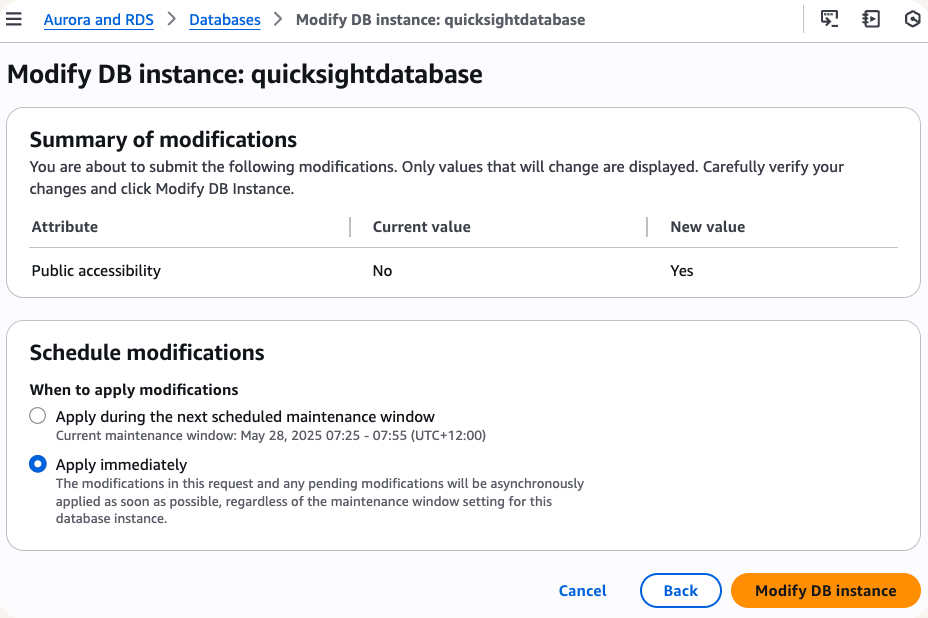 Aurora and RDS > Databases > Modify DB instance: quicksightdatabase
Modify DB instance: quicksightdatabase
Summary of modifications
You are about to submit the following modifications. Only values that will change are displayed. Carefully verify your
changes and click Modify DB Instance.
Attribute Current value New value
Public accessibility No Yes
Schedule modifications
When to apply modifications
Apply during the next scheduled maintenance window
Current maintenance window: May 28, 2025 07:25 - 07:55 (UTC+12:00)
Apply immediately
The modifications in this request and any pending modifications will be asynchronously
applied as soon as possible, regardless of the maintenance window setting for this
database instance.
Cancel Back Modify DB instance